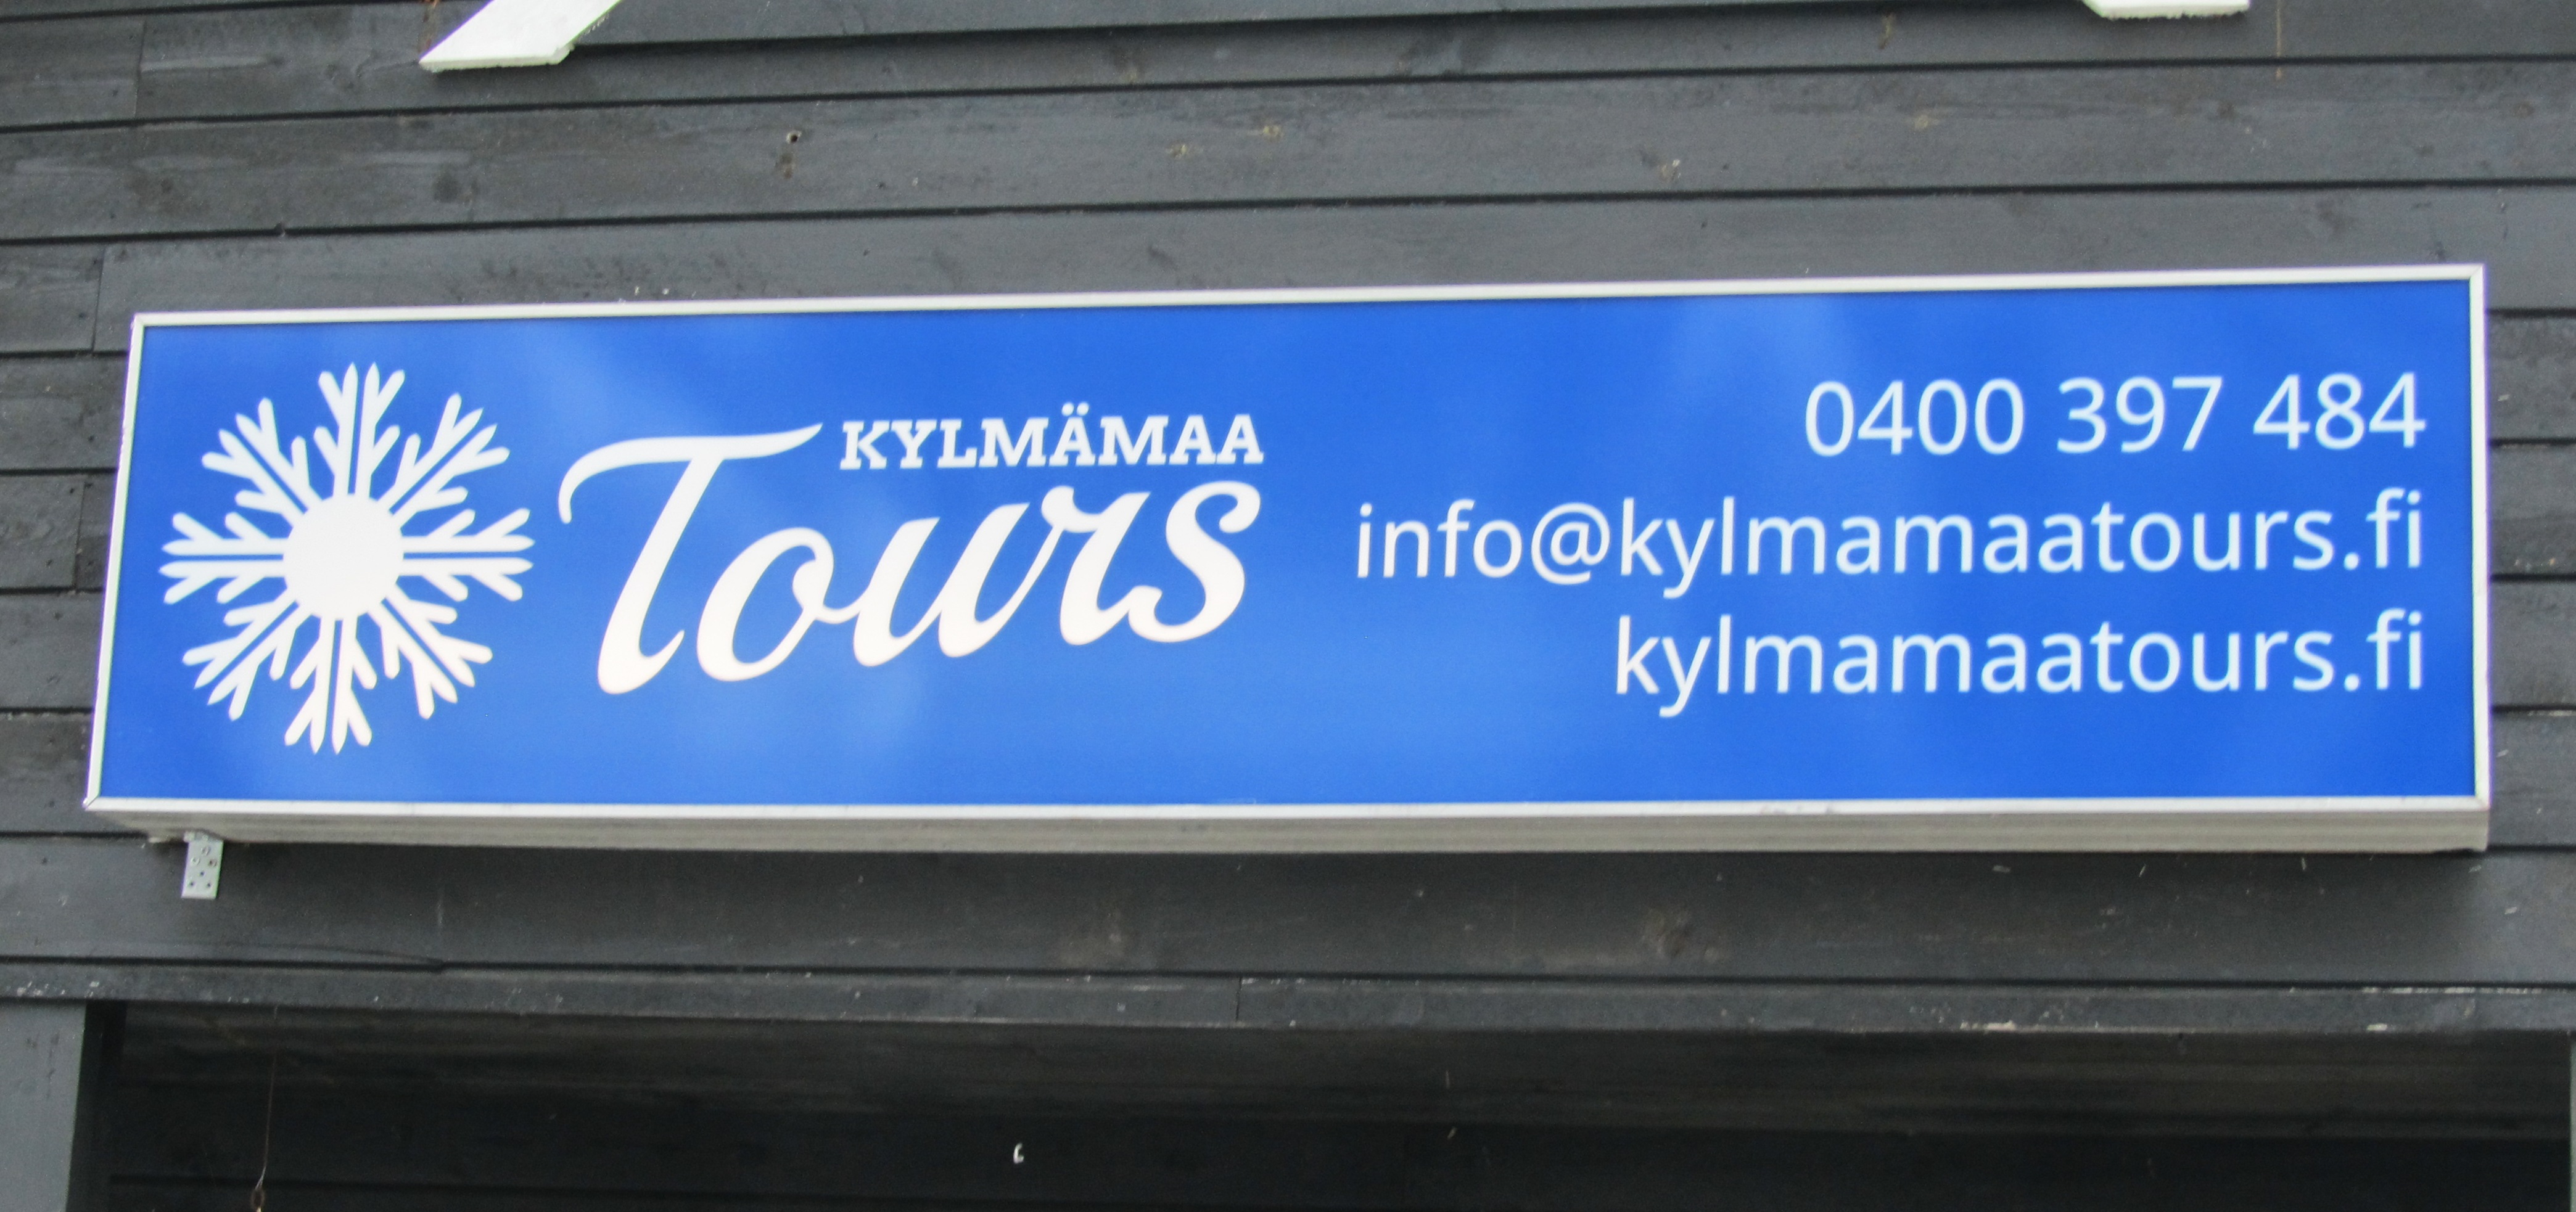 KYLMÄMAA
Tours
0400 397 484
info@kylmamaatours.fi
kylmamaatours.fi